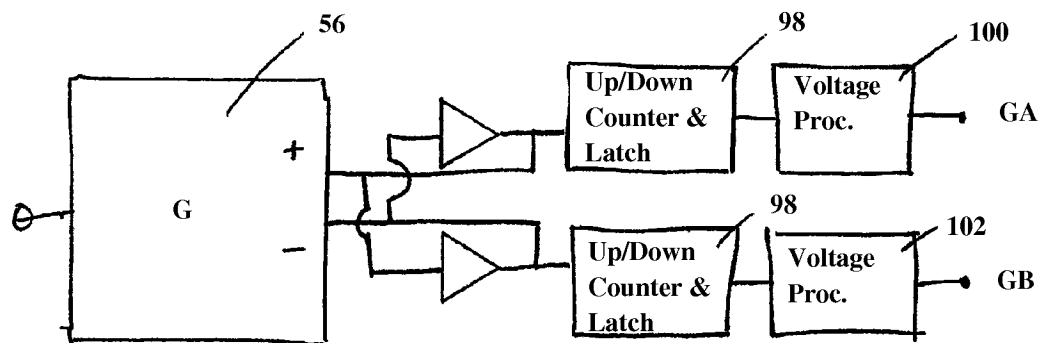 56
98
100
Up/Down
Counter &
Latch
Voltage
Proc.
GA
+
G
−
98
102
Up/Down
Counter &
Latch
Voltage
Proc.
GB